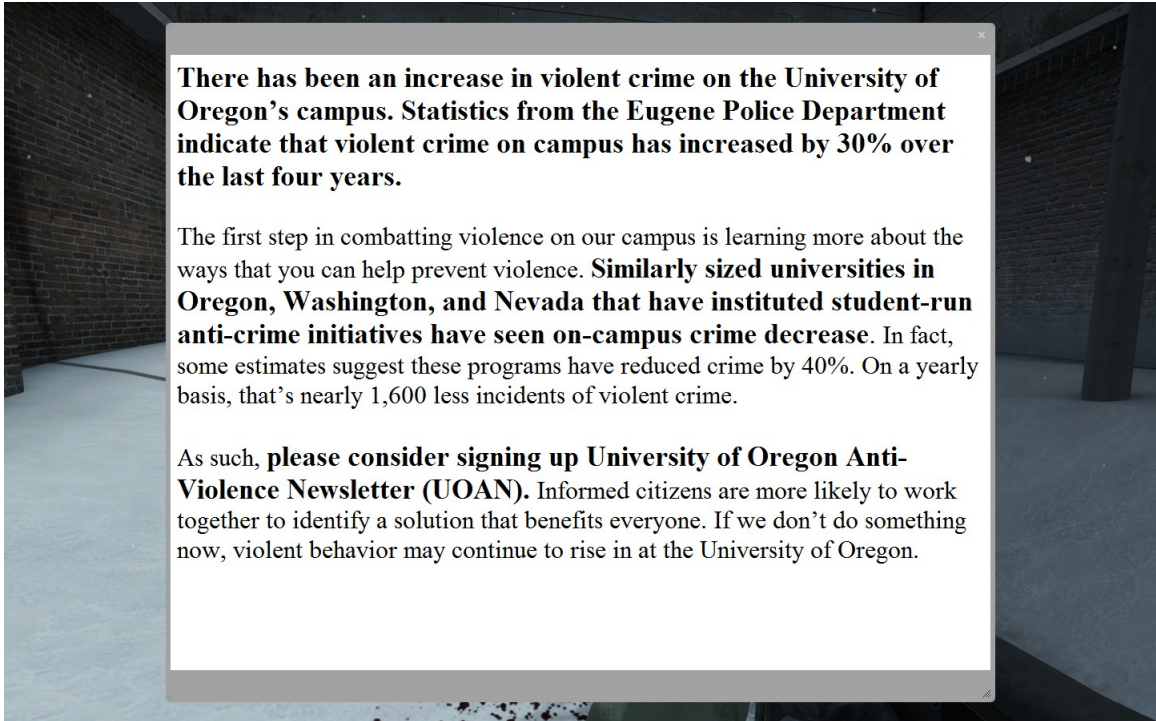 There has been an increase in violent crime on the University of
Oregon’s campus. Statistics from the Eugene Police Department
indicate that violent crime on campus has increased by 30% over
the last four years.
The first step in combatting violence on our campus is learning more about the
ways that you can help prevent violence. Similarly sized universities in
Oregon, Washington, and Nevada that have instituted student-run
anti-crime initiatives have seen on-campus crime decrease. In fact,
some estimates suggest these programs have reduced crime by 40%. On a yearly
basis, that’s nearly 1,600 less incidents of violent crime.
As such, please consider signing up University of Oregon Anti-
Violence Newsletter (UOAN). Informed citizens are more likely to work
together to identify a solution that benefits everyone. If we don’t do something
now, violent behavior may continue to rise in at the University of Oregon.